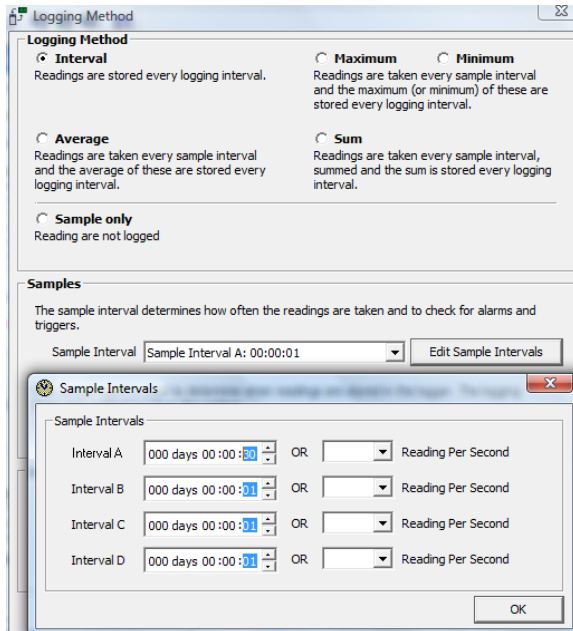 Logging Method
Logging Method
Interval
Readings are stored every logging interval.
Maximum Minimum
Readings are taken every sample interval
and the maximum (or minimum) of these are
stored every logging interval.
Average
Readings are taken every sample interval
and the average of these are stored every
logging interval.
Sum
Readings are taken every sample interval,
summed and the sum is stored every logging
interval.
Sample only
Reading are not logged
Samples
The sample interval determines how often the readings are taken and to check for alarms and
triggers.
Sample Interval Sample Interval A: 00:00:01 Edit Sample Intervals
Sample Intervals
Sample Intervals
Interval A 000 days 00 :00 :30 OR Reading Per Second
Interval B 000 days 00 :00 :01 OR Reading Per Second
Interval C 000 days 00 :00 :01 OR Reading Per Second
Interval D 000 days 00 :00 :01 OR Reading Per Second
OK